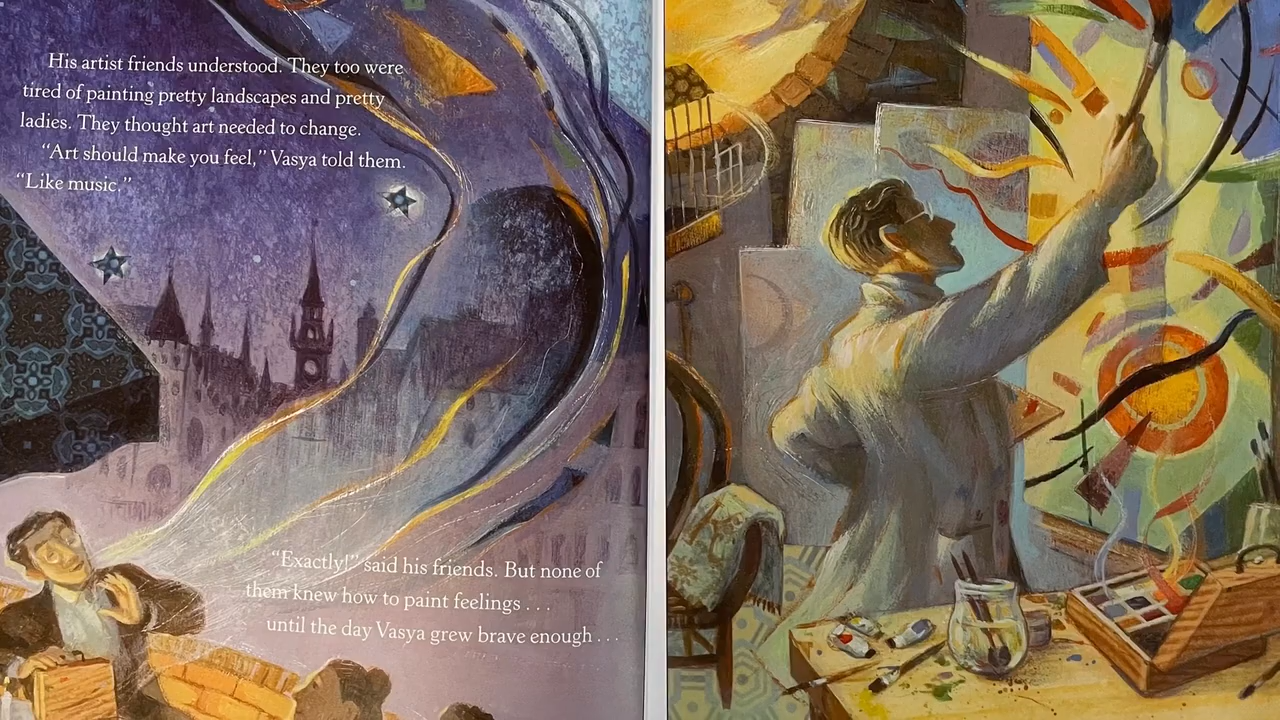 His artist friends understood. They too were
tired of painting pretty landscapes and pretty
ladies. They thought art needed to change.
“Art should make you feel,” Vasya told them.
“Like music.”
“Exactly!” said his friends. But none of
them knew how to paint feelings . . .
until the day Vasya grew brave enough . . .